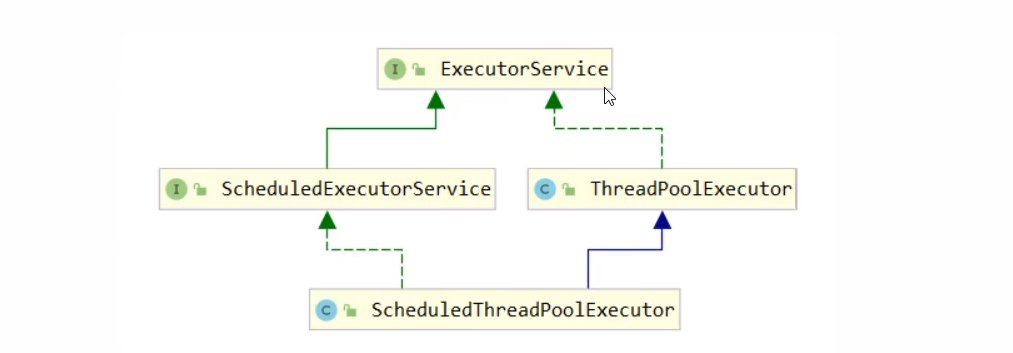 I ExecutorService
I ScheduledExecutorService
C ThreadPoolExecutor
C ScheduledThreadPoolExecutor